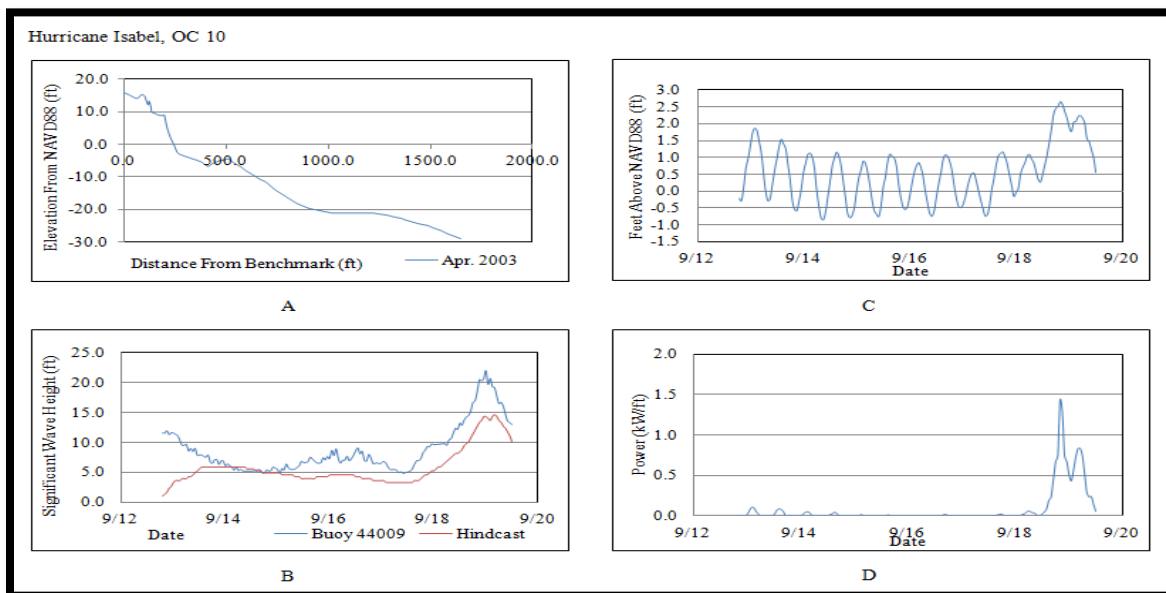 Hurricane Isabel, OC 10
Elevation From NAVD88 (ft)
20.0
10.0
0.0
-10.0
-20.0
-30.0
0.0 500.0 1000.0 1500.0 2000.0
Distance From Benchmark (ft)
Apr. 2003
A
Feet Above NAVD88 (ft)
3.0
2.5
2.0
1.5
1.0
0.5
0.0
-0.5
-1.0
-1.5
9/12 9/14 9/16 9/18 9/20
Date
C
Significant Wave Height (ft)
25.0
20.0
15.0
10.0
5.0
0.0
9/12 9/14 9/16 9/18 9/20
Date
Buoy 44009 Hindcast
B
Power (kW/ft)
2.0
1.5
1.0
0.5
0.0
9/12 9/14 9/16 9/18 9/20
Date
D